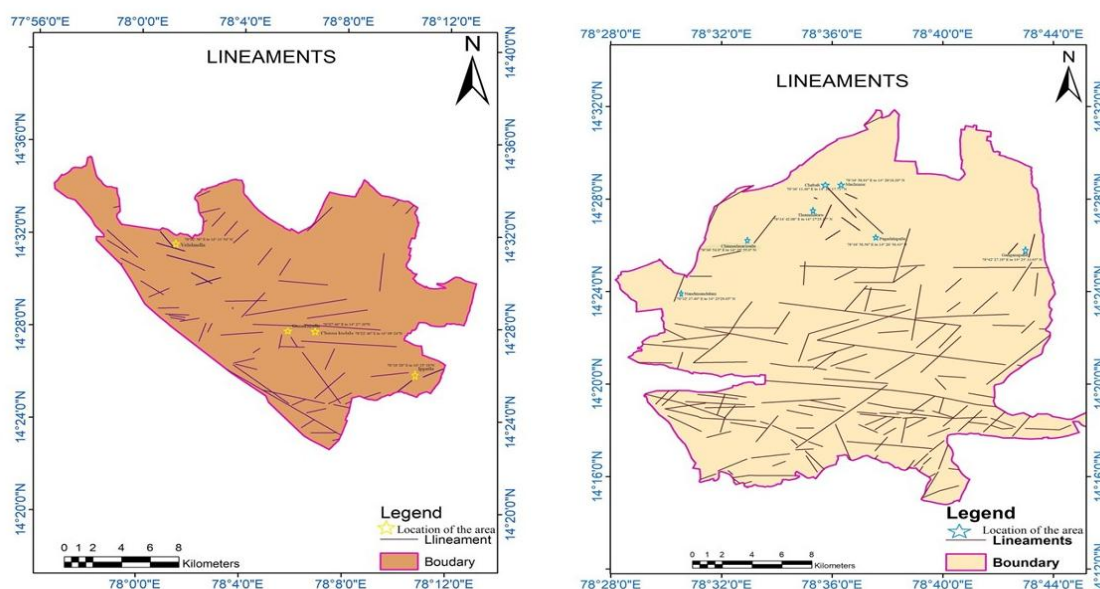 77°56'0"E 78°0'0"E 78°4'0"E 78°8'0"E 78°12'0"E
LINEAMENTS
N
14°40'0"N
14°36'0"N 14°36'0"N
14°32'0"N 14°32'0"N
14°28'0"N 14°28'0"N
14°24'0"N 14°24'0"N
14°20'0"N 14°20'0"N
Legend
Location of the area
Llineament
Boudary
0 1 2 4 6 8
Kilometers
78°0'0"E 78°4'0"E 78°8'0"E 78°12'0"E
78°28'0"E 78°32'0"E 78°36'0"E 78°40'0"E 78°44'0"E
N
LINEAMENTS
14°32'0"N 14°32'0"N
14°28'0"N 14°28'0"N
14°24'0"N 14°24'0"N
14°20'0"N 14°20'0"N
14°16'0"N 14°16'0"N
14°12'0"N
Legend
Location of the area
Lineaments
Boundary
0 1 2 4 6 8
Kilometers
78°28'0"E 78°32'0"E 78°36'0"E 78°40'0"E 78°44'0"E